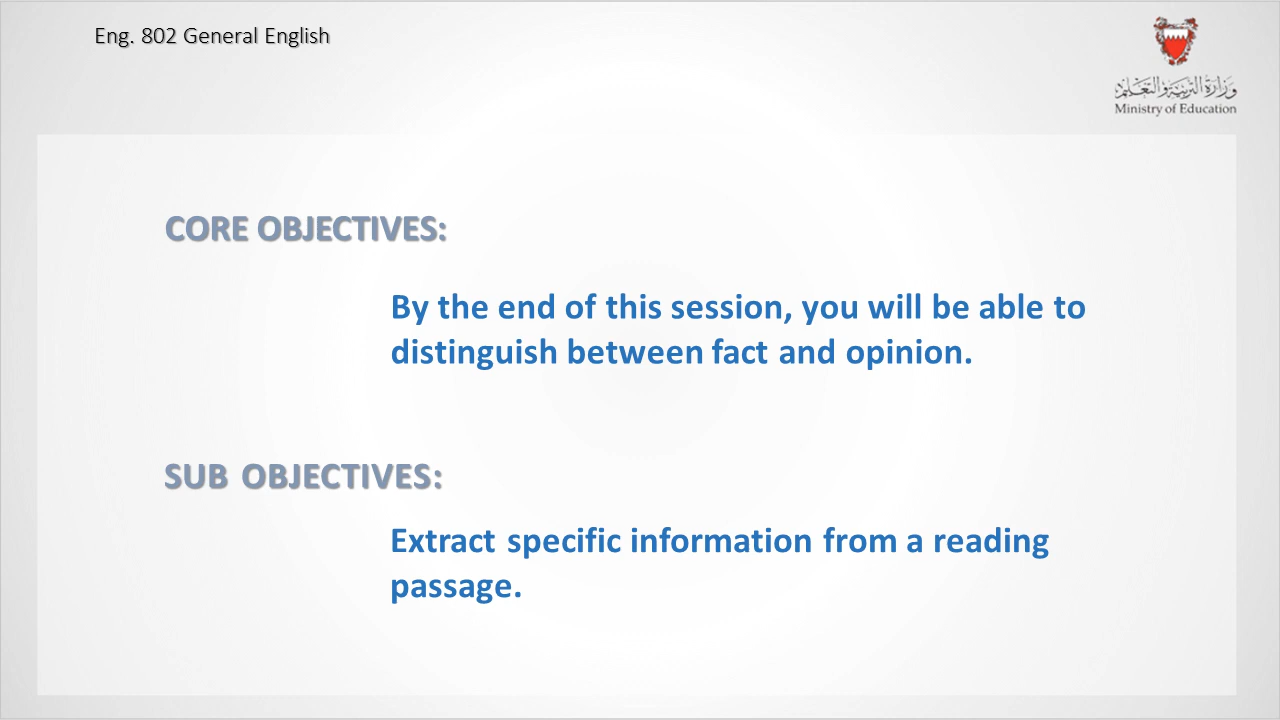 Eng. 802 General English
وزارة التربية والتعليم
Ministry of Education
CORE OBJECTIVES:
By the end of this session, you will be able to
distinguish between fact and opinion.
SUB OBJECTIVES:
Extract specific information from a reading
passage.